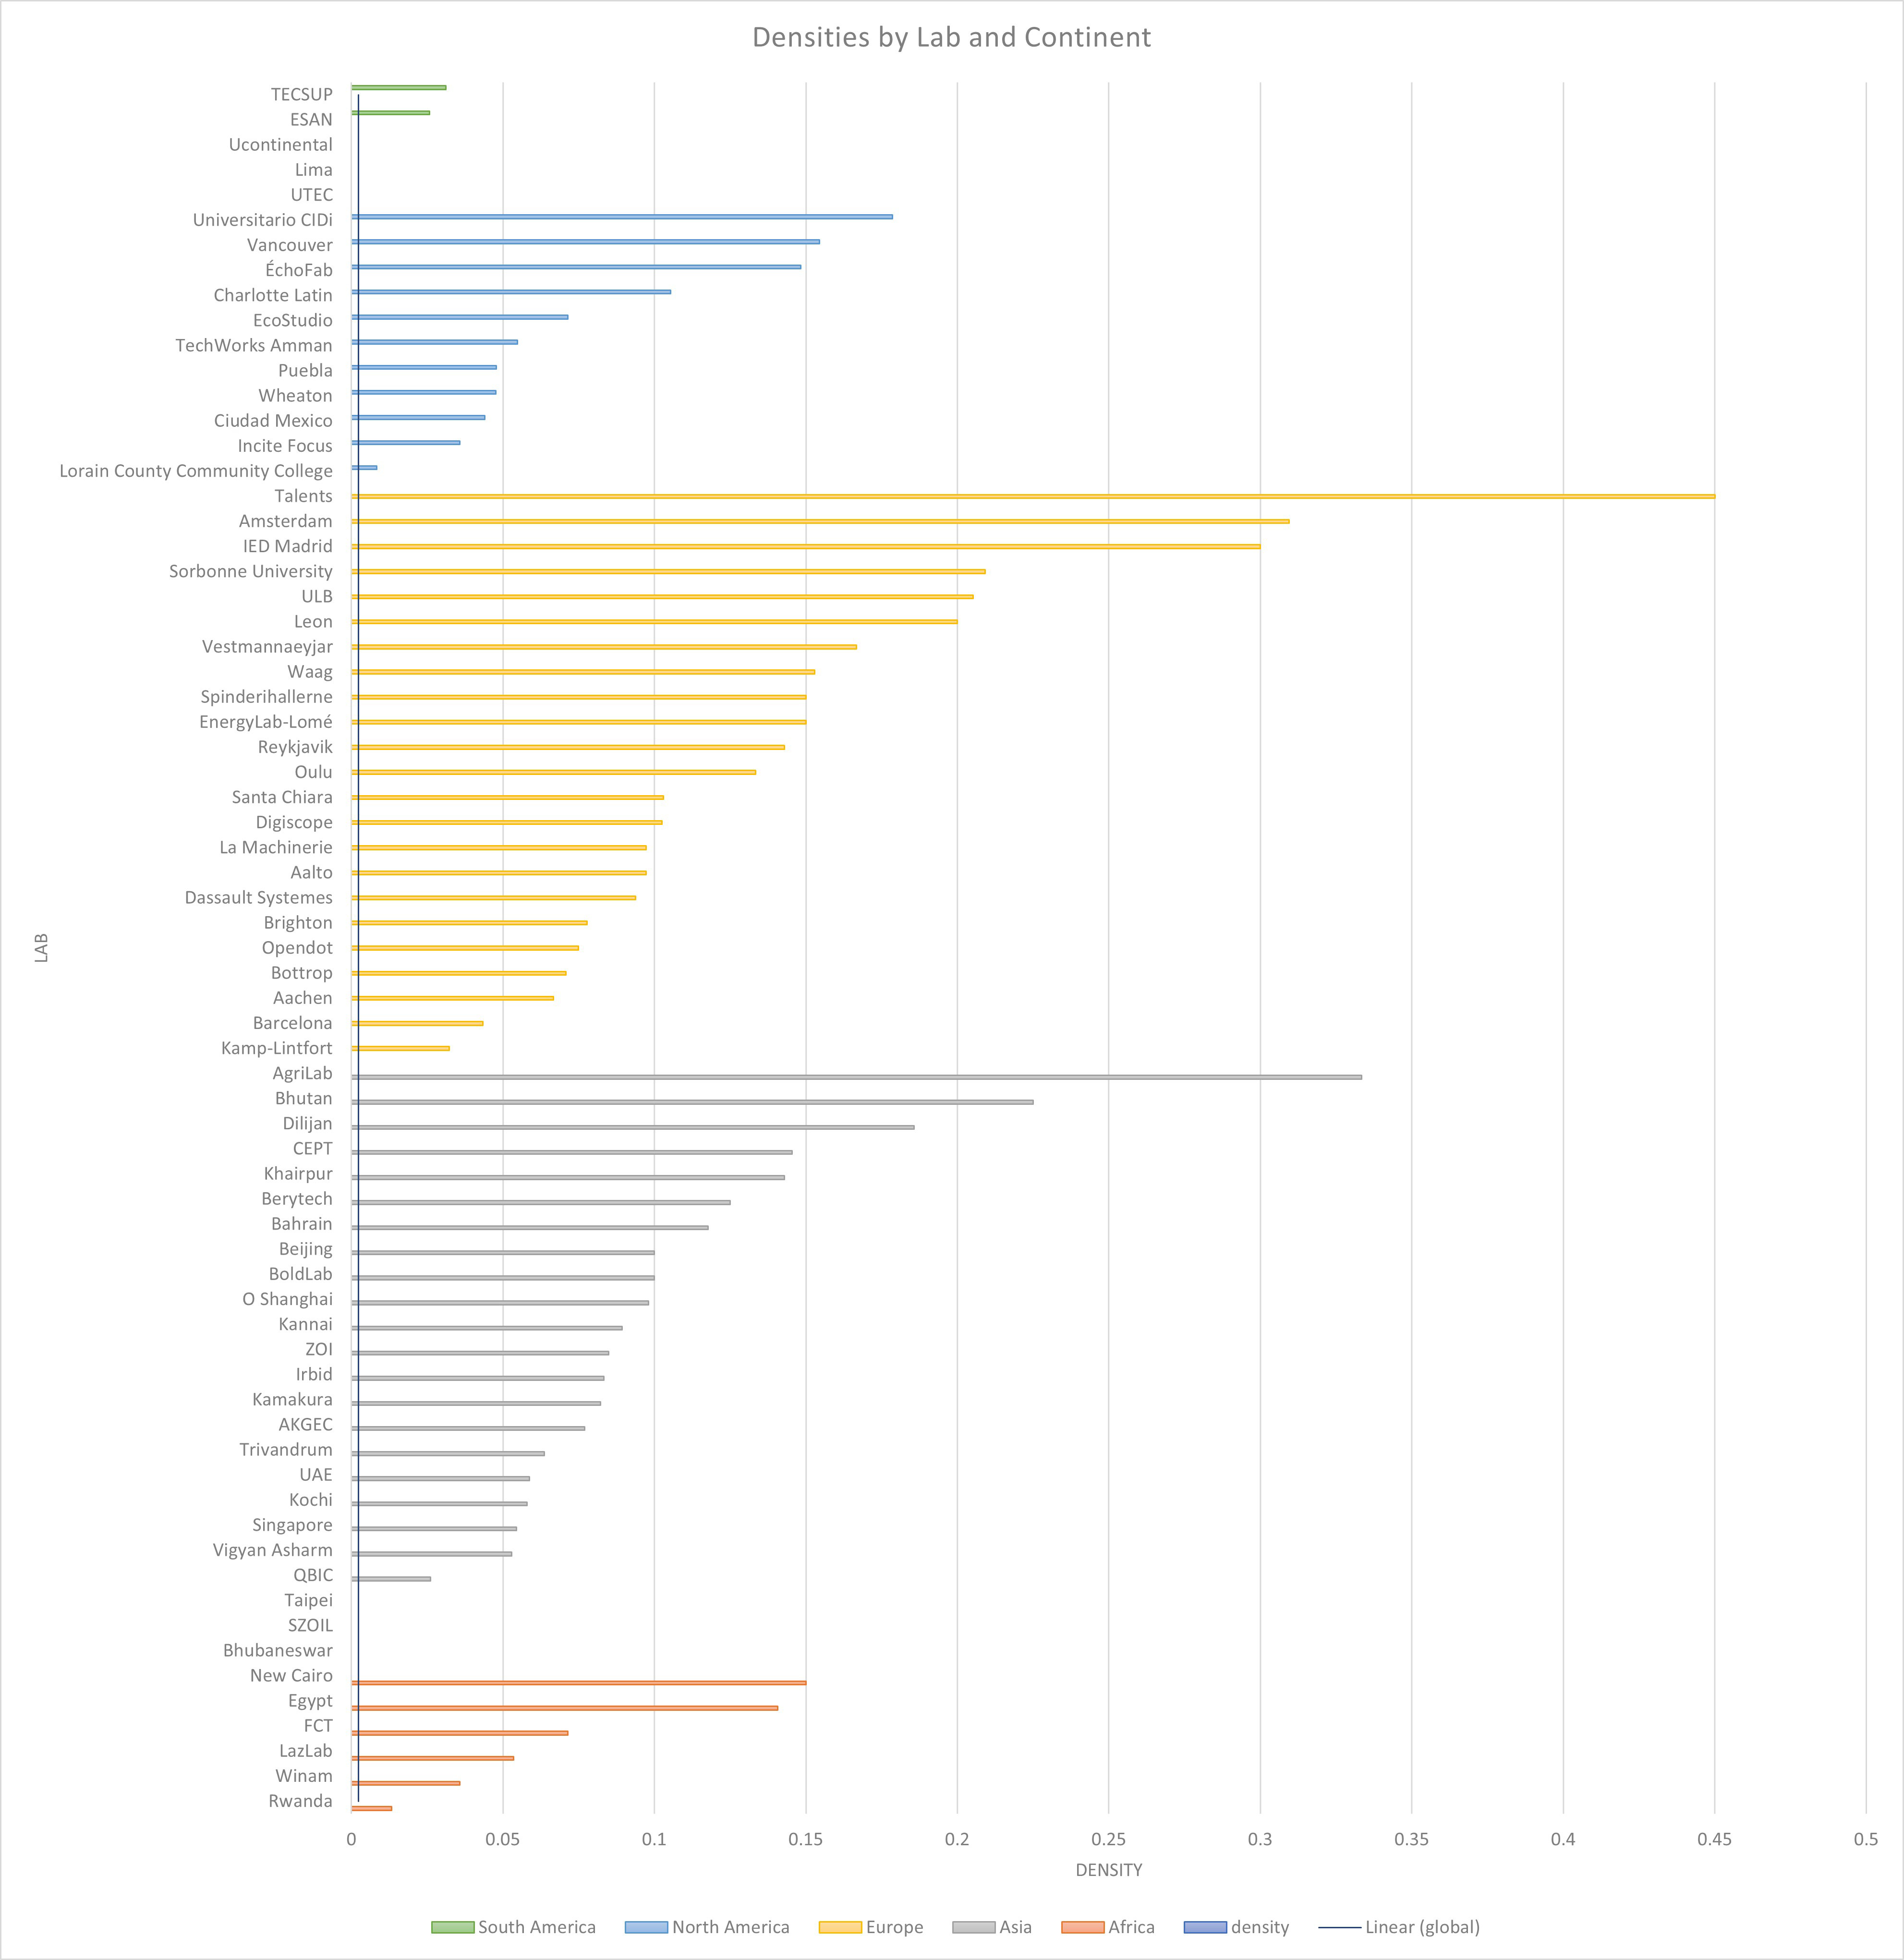 Densities by Lab and Continent
TECSUP
ESAN
Ucontinental
Lima
UTEC
Universitario CIDi
Vancouver
ÉchoFab
Charlotte Latin
EcoStudio
TechWorks Amman
Puebla
Wheaton
Ciudad Mexico
Incite Focus
Lorain County Community College
Talents
Amsterdam
IED Madrid
Sorbonne University
ULB
Leon
Vestmannaeyjar
Waag
Spinderihallerne
EnergyLab-Lomé
Reykjavik
Oulu
Santa Chiara
Digiscope
La Machinerie
Aalto
Dassault Systemes
Brighton
Opendot
Bottrop
Aachen
Barcelona
Kamp-Lintfort
AgriLab
Bhutan
Dilijan
CEPT
Khairpur
Berytech
Bahrain
Beijing
BoldLab
O Shanghai
Kannai
ZOI
Irbid
Kamakura
AKGEC
Trivandrum
UAE
Kochi
Singapore
Vigyan Asharm
QBIC
Taipei
SZOIL
Bhubaneswar
New Cairo
Egypt
FCT
LazLab
Winam
Rwanda
LAB
0 0.05 0.1 0.15 0.2 0.25 0.3 0.35 0.4 0.45 0.5
DENSITY
South America North America Europe Asia Africa density Linear (global)